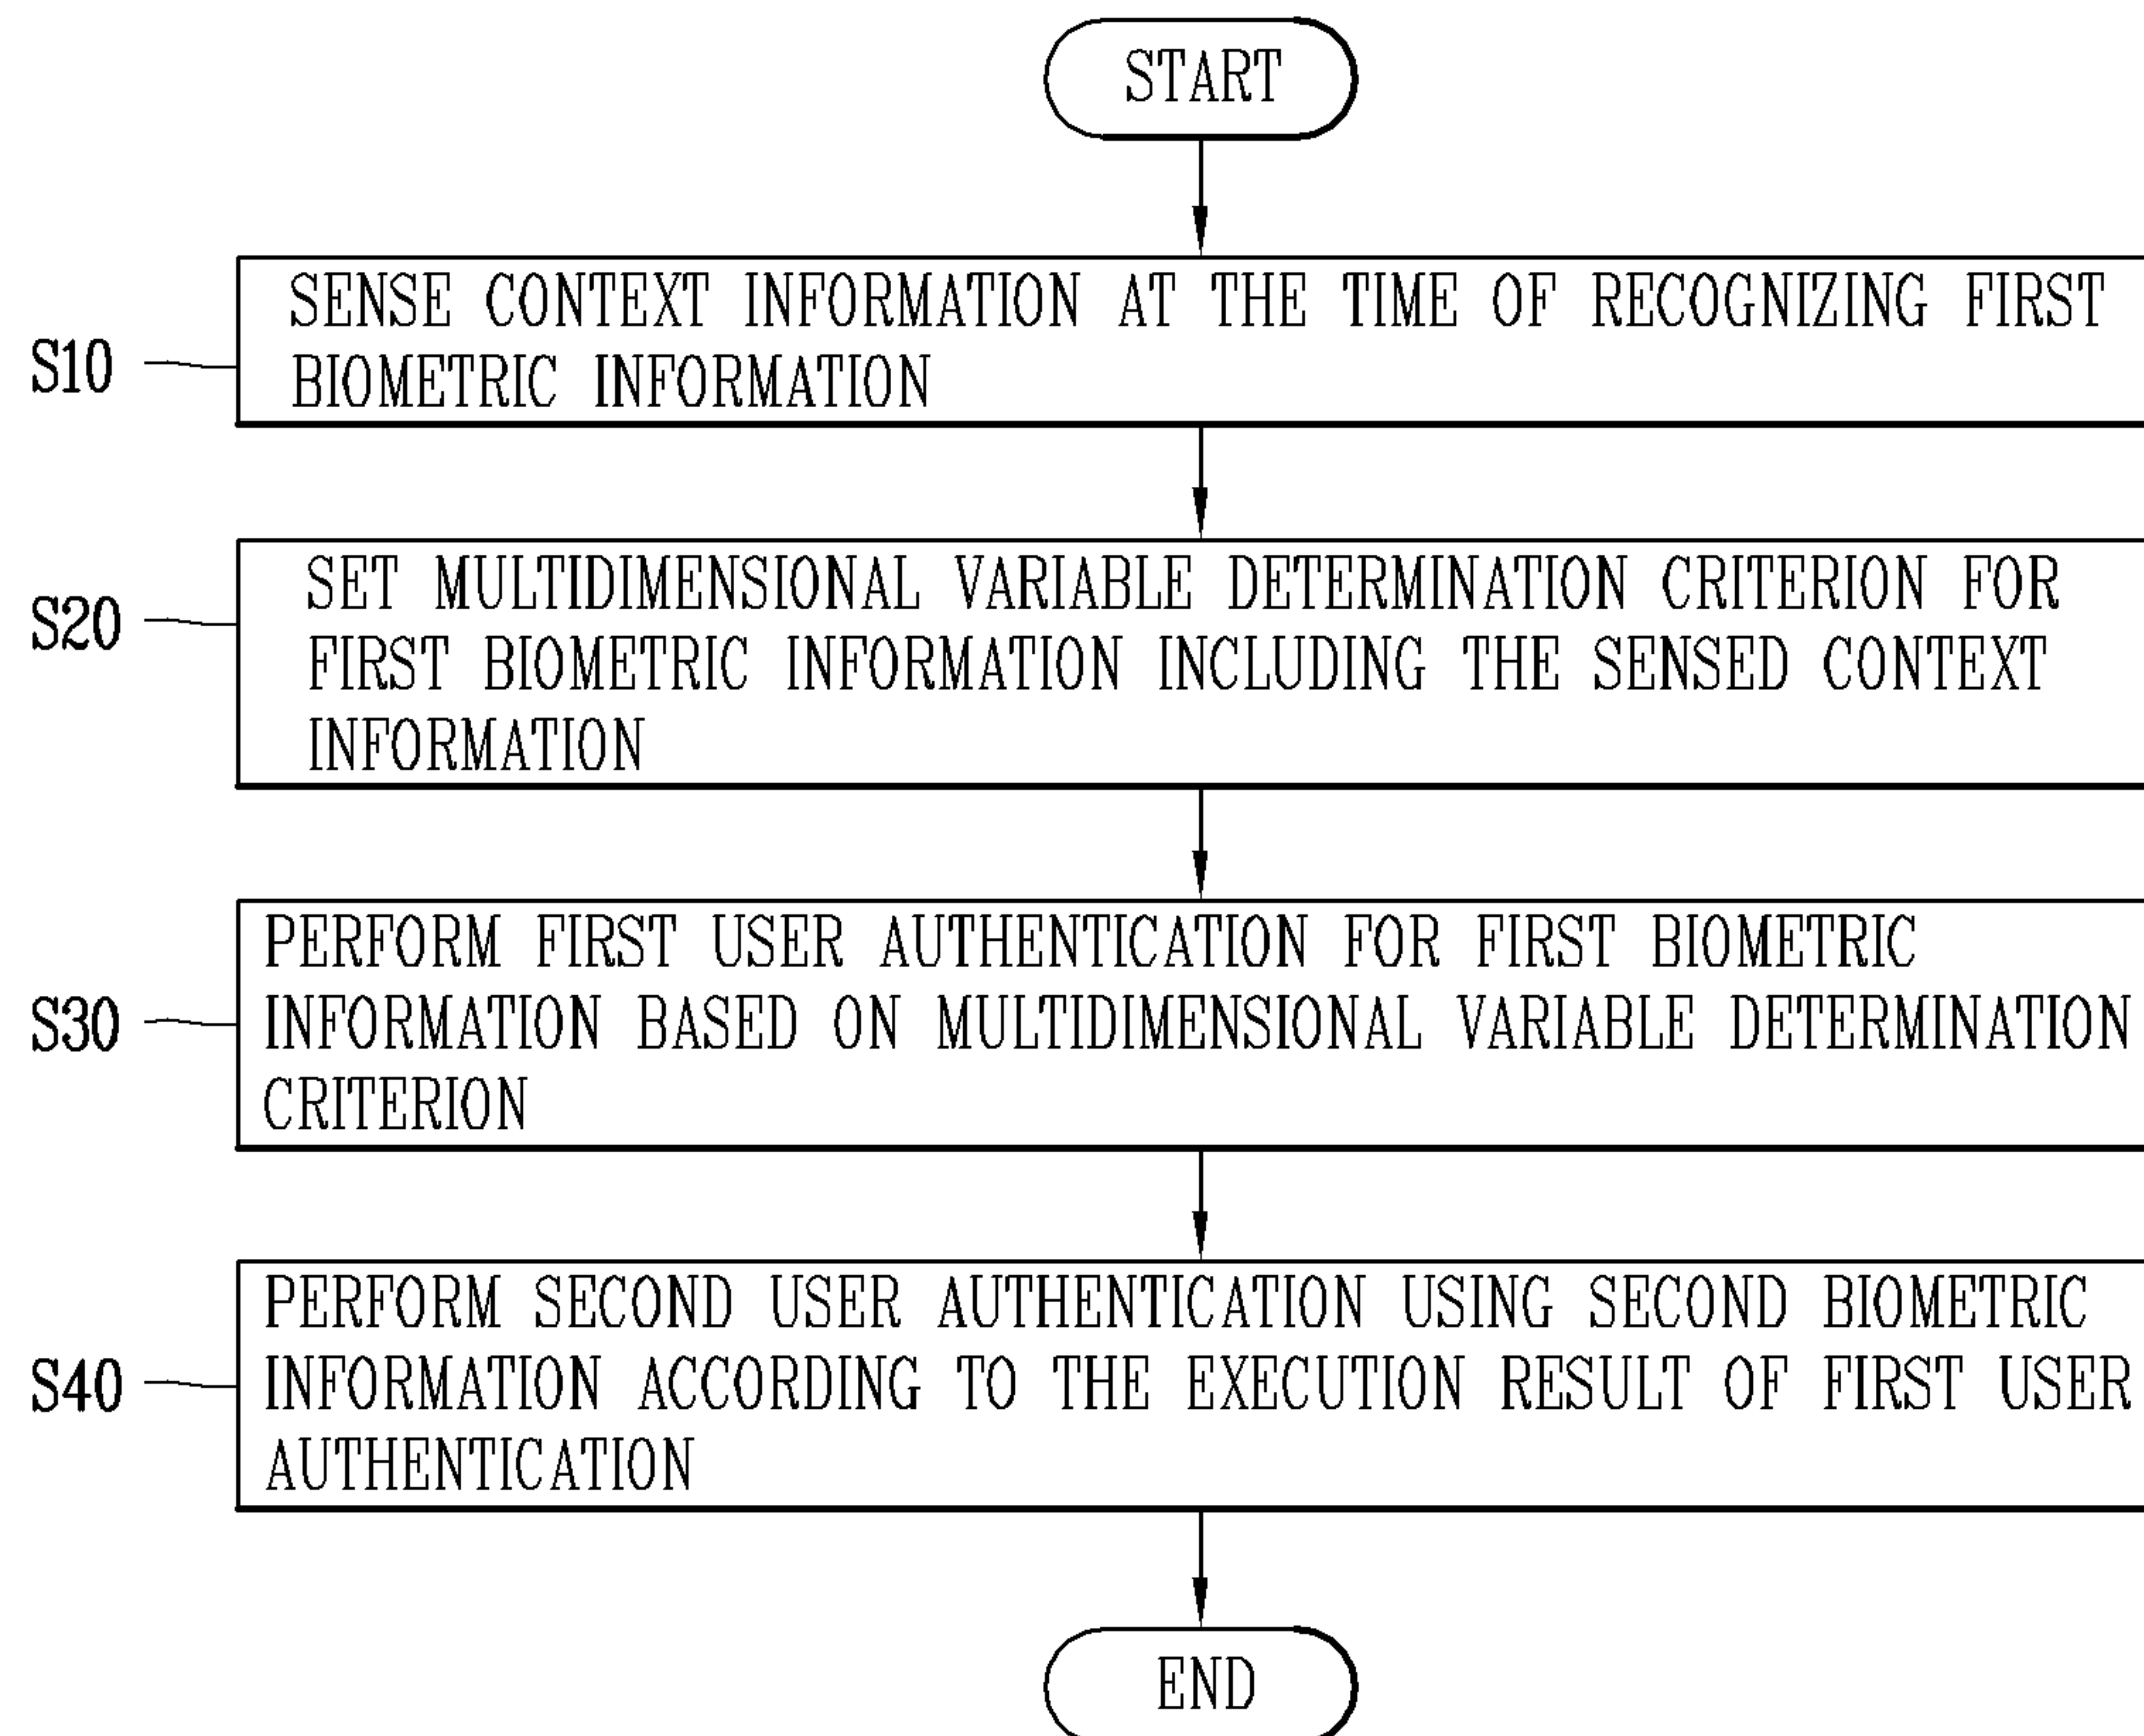 START
S10
SENSE CONTEXT INFORMATION AT THE TIME OF RECOGNIZING FIRST
BIOMETRIC INFORMATION
S20
SET MULTIDIMENSIONAL VARIABLE DETERMINATION CRITERION FOR
FIRST BIOMETRIC INFORMATION INCLUDING THE SENSED CONTEXT
INFORMATION
S30
PERFORM FIRST USER AUTHENTICATION FOR FIRST BIOMETRIC
INFORMATION BASED ON MULTIDIMENSIONAL VARIABLE DETERMINATION
CRITERION
S40
PERFORM SECOND USER AUTHENTICATION USING SECOND BIOMETRIC
INFORMATION ACCORDING TO THE EXECUTION RESULT OF FIRST USER
AUTHENTICATION
END